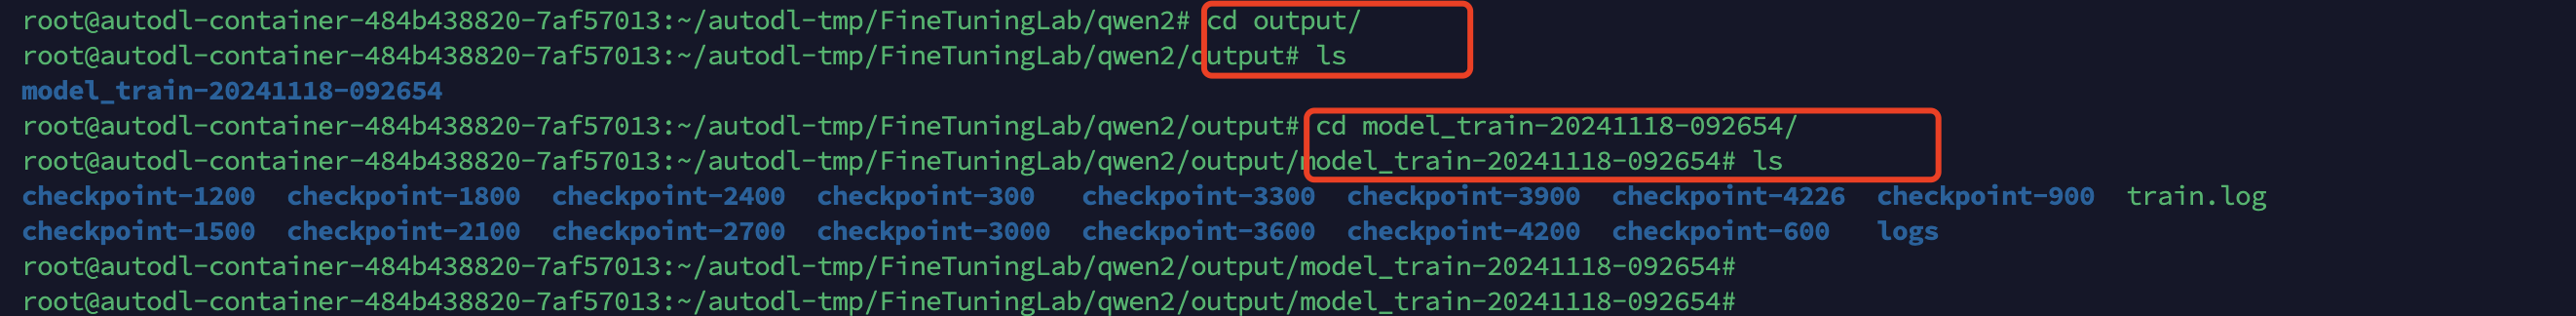 root@autodl-container-484b438820-7af57013:~/autodl-tmp/FineTuningLab/qwen2# cd output/
root@autodl-container-484b438820-7af57013:~/autodl-tmp/FineTuningLab/qwen2/output# ls
model_train-20241118-092654
root@autodl-container-484b438820-7af57013:~/autodl-tmp/FineTuningLab/qwen2/output# cd model_train-20241118-092654/
root@autodl-container-484b438820-7af57013:~/autodl-tmp/FineTuningLab/qwen2/output/model_train-20241118-092654# ls
checkpoint-1200  checkpoint-1800  checkpoint-2400  checkpoint-300   checkpoint-3300  checkpoint-3900  checkpoint-4226  checkpoint-900  train.log
checkpoint-1500  checkpoint-2100  checkpoint-2700  checkpoint-3000  checkpoint-3600  checkpoint-4200  checkpoint-600   logs
root@autodl-container-484b438820-7af57013:~/autodl-tmp/FineTuningLab/qwen2/output/model_train-20241118-092654#
root@autodl-container-484b438820-7af57013:~/autodl-tmp/FineTuningLab/qwen2/output/model_train-20241118-092654#